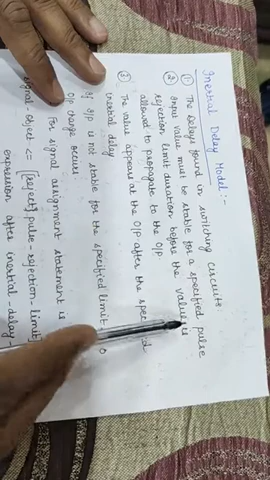 Inertial Delay Model:-
① The Delays found in switching circuits
② Input value must be stable for a specified pulse
rejection limit duration before the value is
allowed to propagate to the O/P.
③ The value appears at the O/P after the
inertial delay
If O/P is not stable for the specified limit
O/P change occurs.
For signal assignment statement is
signal object <= [[reject] pulse-rejection-limit]
expression after inertial-delay